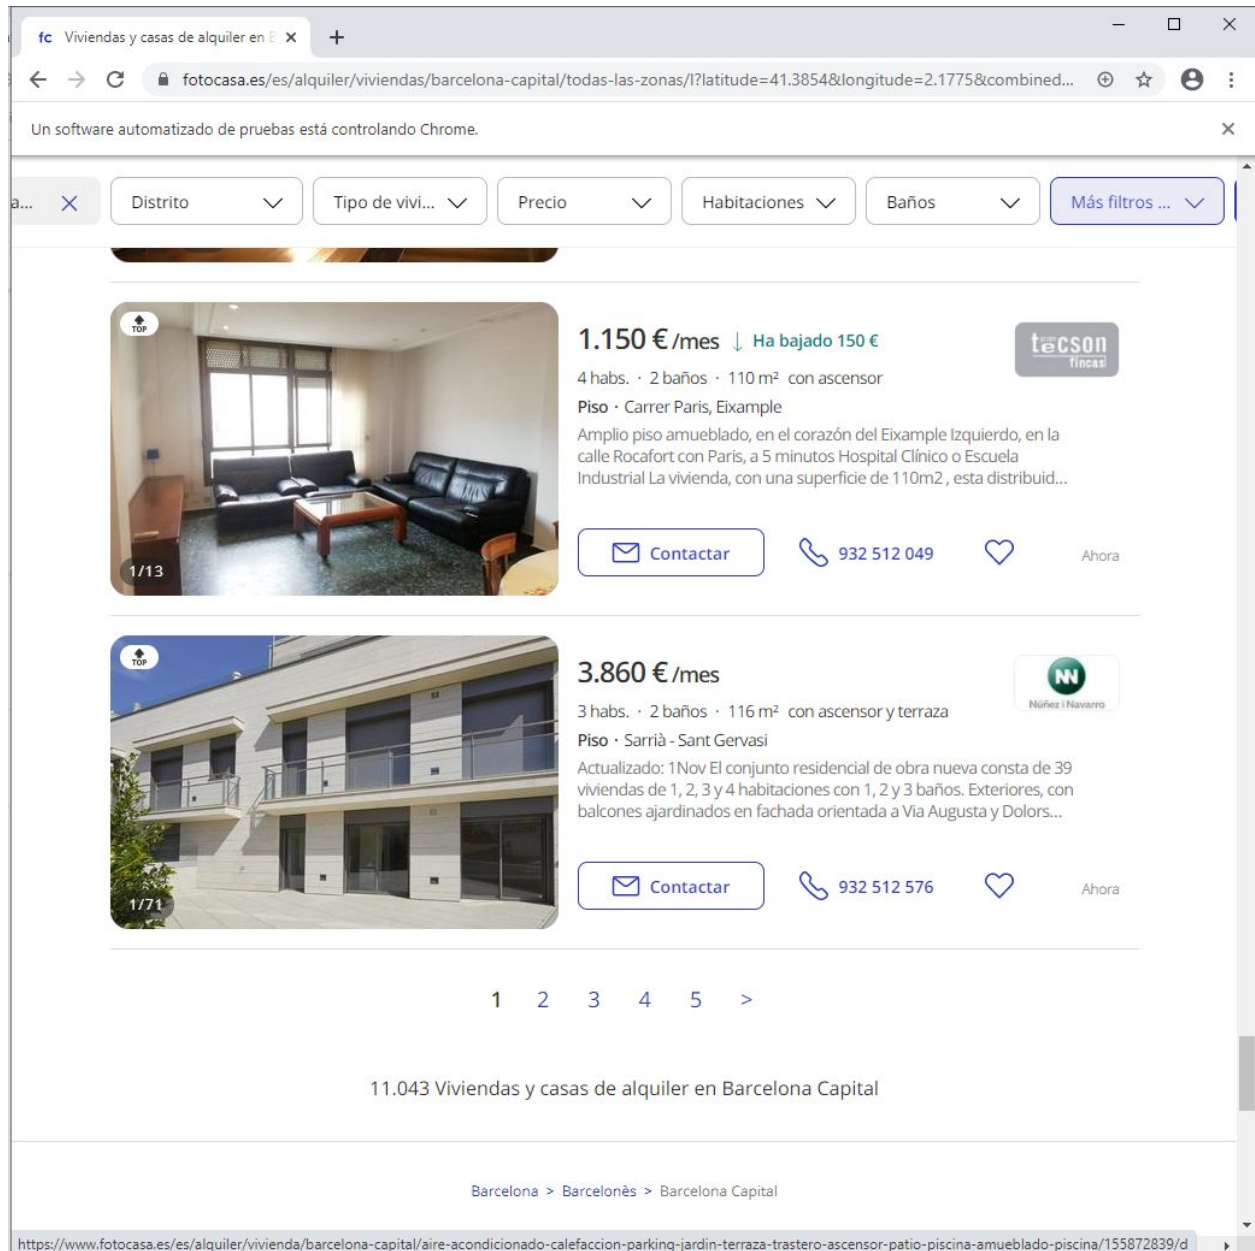 fc Viviendas y casas de alquiler en
fotocasa.es/es/alquiler/viviendas/barcelona-capital/todas-las-zonas/l?latitude=41.3854&longitude=2.1775&combined...
Un software automatizado de pruebas está controlando Chrome.
a... Distrito Tipo de vivi... Precio Habitaciones Baños Más filtros ...
TOP
1.150 €/mes ↓ Ha bajado 150 €
tecson
fincas
4 habs. · 2 baños · 110 m² con ascensor
Piso · Carrer Paris, Eixample
Amplio piso amueblado, en el corazón del Eixample Izquierdo, en la
calle Rocafort con Paris, a 5 minutos Hospital Clínico o Escuela
Industrial La vivienda, con una superficie de 110m2 , esta distribuid...
Contactar 932 512 049 Ahora
1/13
TOP
3.860 €/mes
NN
Núñez i Navarro
3 habs. · 2 baños · 116 m² con ascensor y terraza
Piso · Sarrià - Sant Gervasi
Actualizado: 1Nov El conjunto residencial de obra nueva consta de 39
viviendas de 1, 2, 3 y 4 habitaciones con 1, 2 y 3 baños. Exteriores, con
balcones ajardinados en fachada orientada a Via Augusta y Dolors...
Contactar 932 512 576 Ahora
1/71
1 2 3 4 5 >
11.043 Viviendas y casas de alquiler en Barcelona Capital
Barcelona > Barcelonès > Barcelona Capital
https://www.fotocasa.es/es/alquiler/vivienda/barcelona-capital/aire-acondicionado-calefaccion-parking-jardin-terraza-trastero-ascensor-patio-piscina-amueblado-piscina/155872839/d